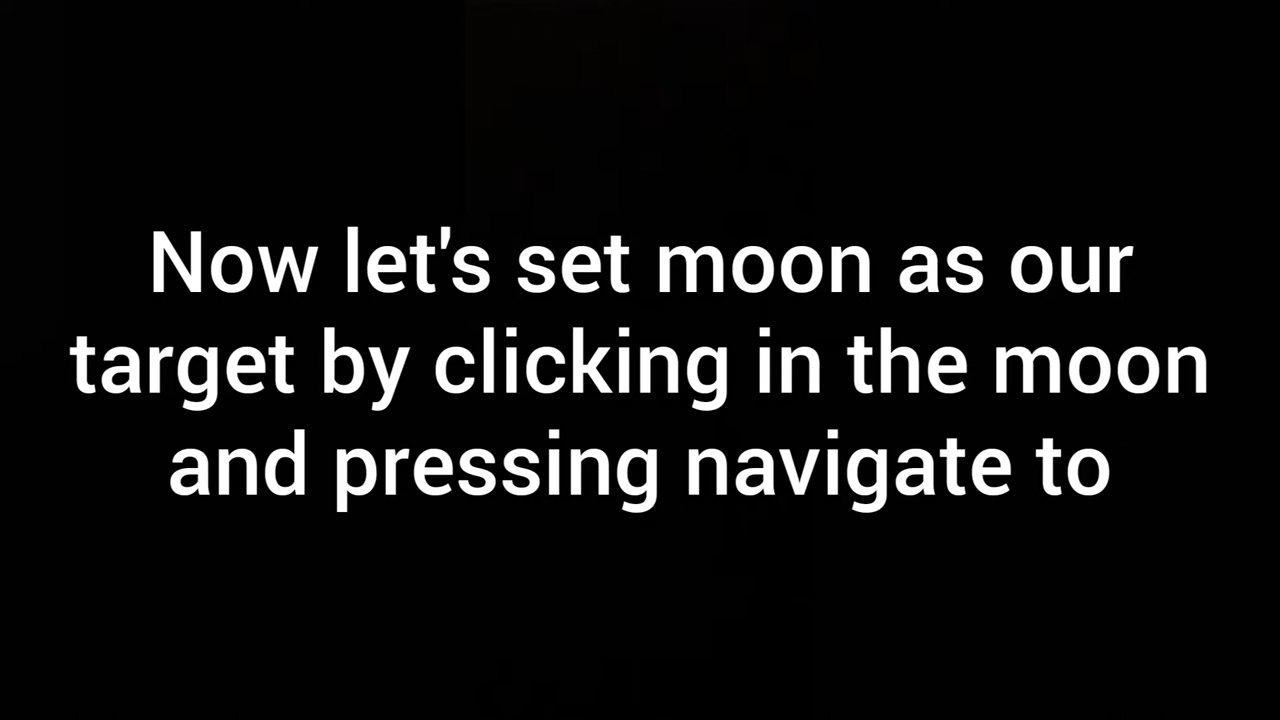 Now let's set moon as our
target by clicking in the moon
and pressing navigate to